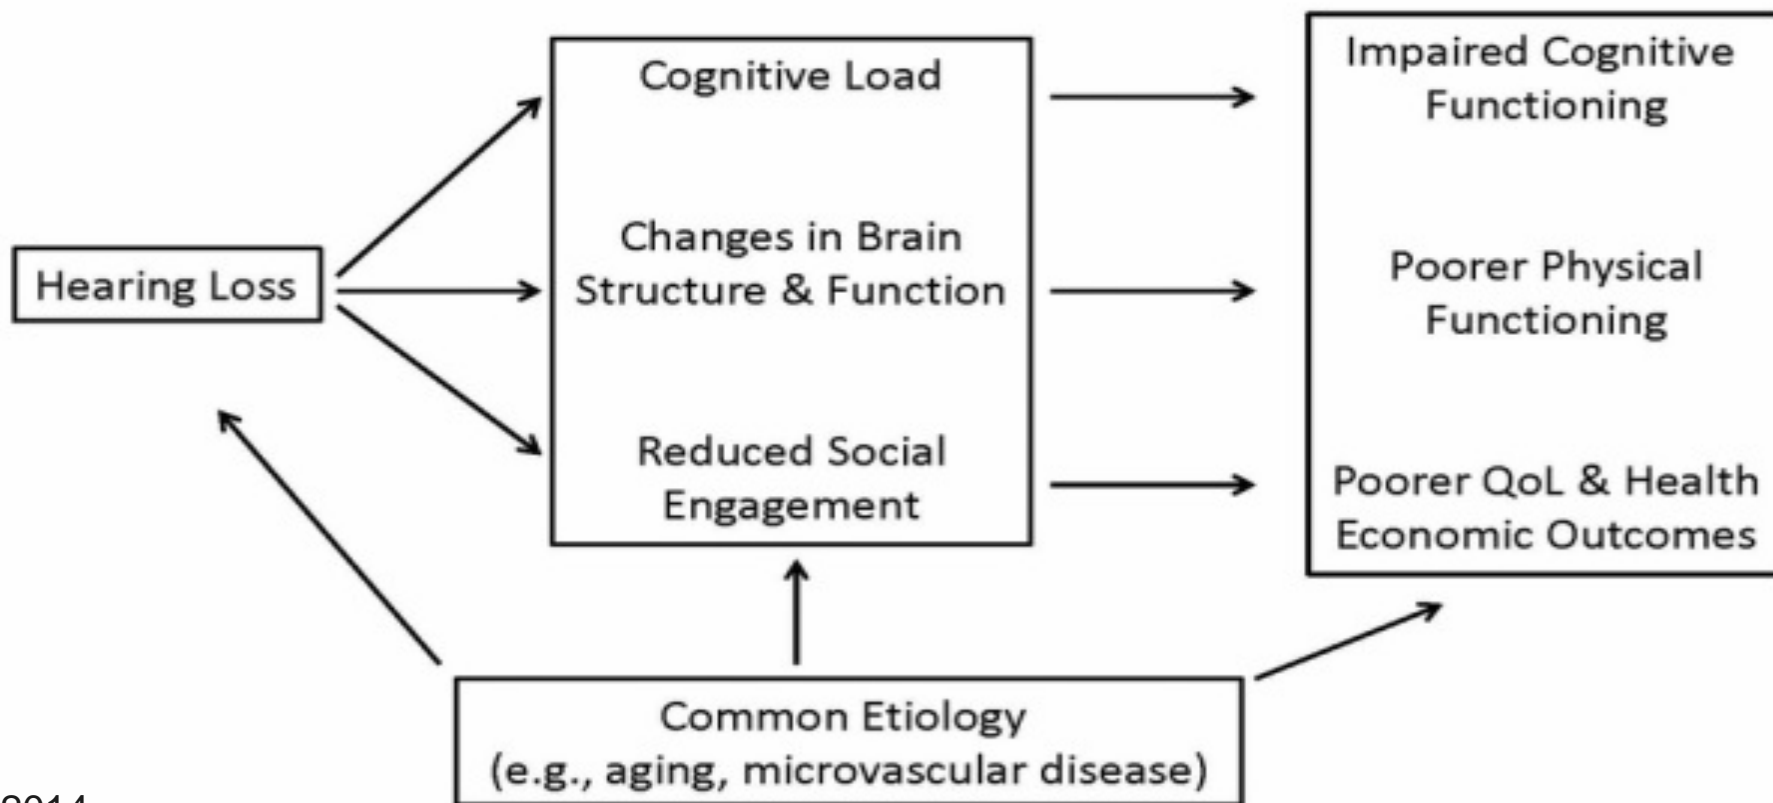 Cognitive Load
Changes in Brain
Structure & Function
Reduced Social
Engagement
Impaired Cognitive
Functioning
Poorer Physical
Functioning
Poorer QoL & Health
Economic Outcomes
Hearing Loss
Common Etiology
(e.g., aging, microvascular disease)
2014